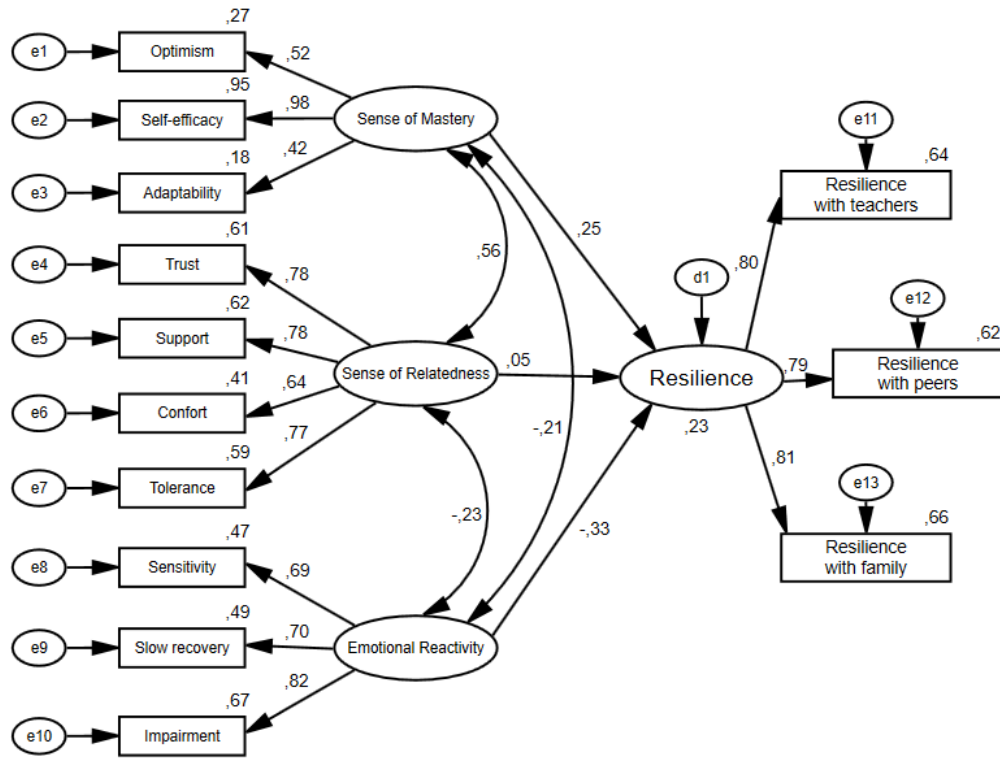 ,27
e1
Optimism
,52
,95
e2
Self-efficacy
,98
Sense of Mastery
,18
e3
Adaptability
,42
,61
e4
Trust
,78
,62
e5
Support
,78
Sense of Relatedness
,41
e6
Confort
,64
,59
e7
Tolerance
,77
,47
e8
Sensitivity
,69
,49
e9
Slow recovery
,70
Emotional Reactivity
,67
e10
Impairment
,82
,56
-,21
-,23
,25
,05
-,33
d1
Resilience
,23
,80
,79
,81
e11
,64
Resilience
with teachers
e12
,62
Resilience
with peers
e13
,66
Resilience
with family